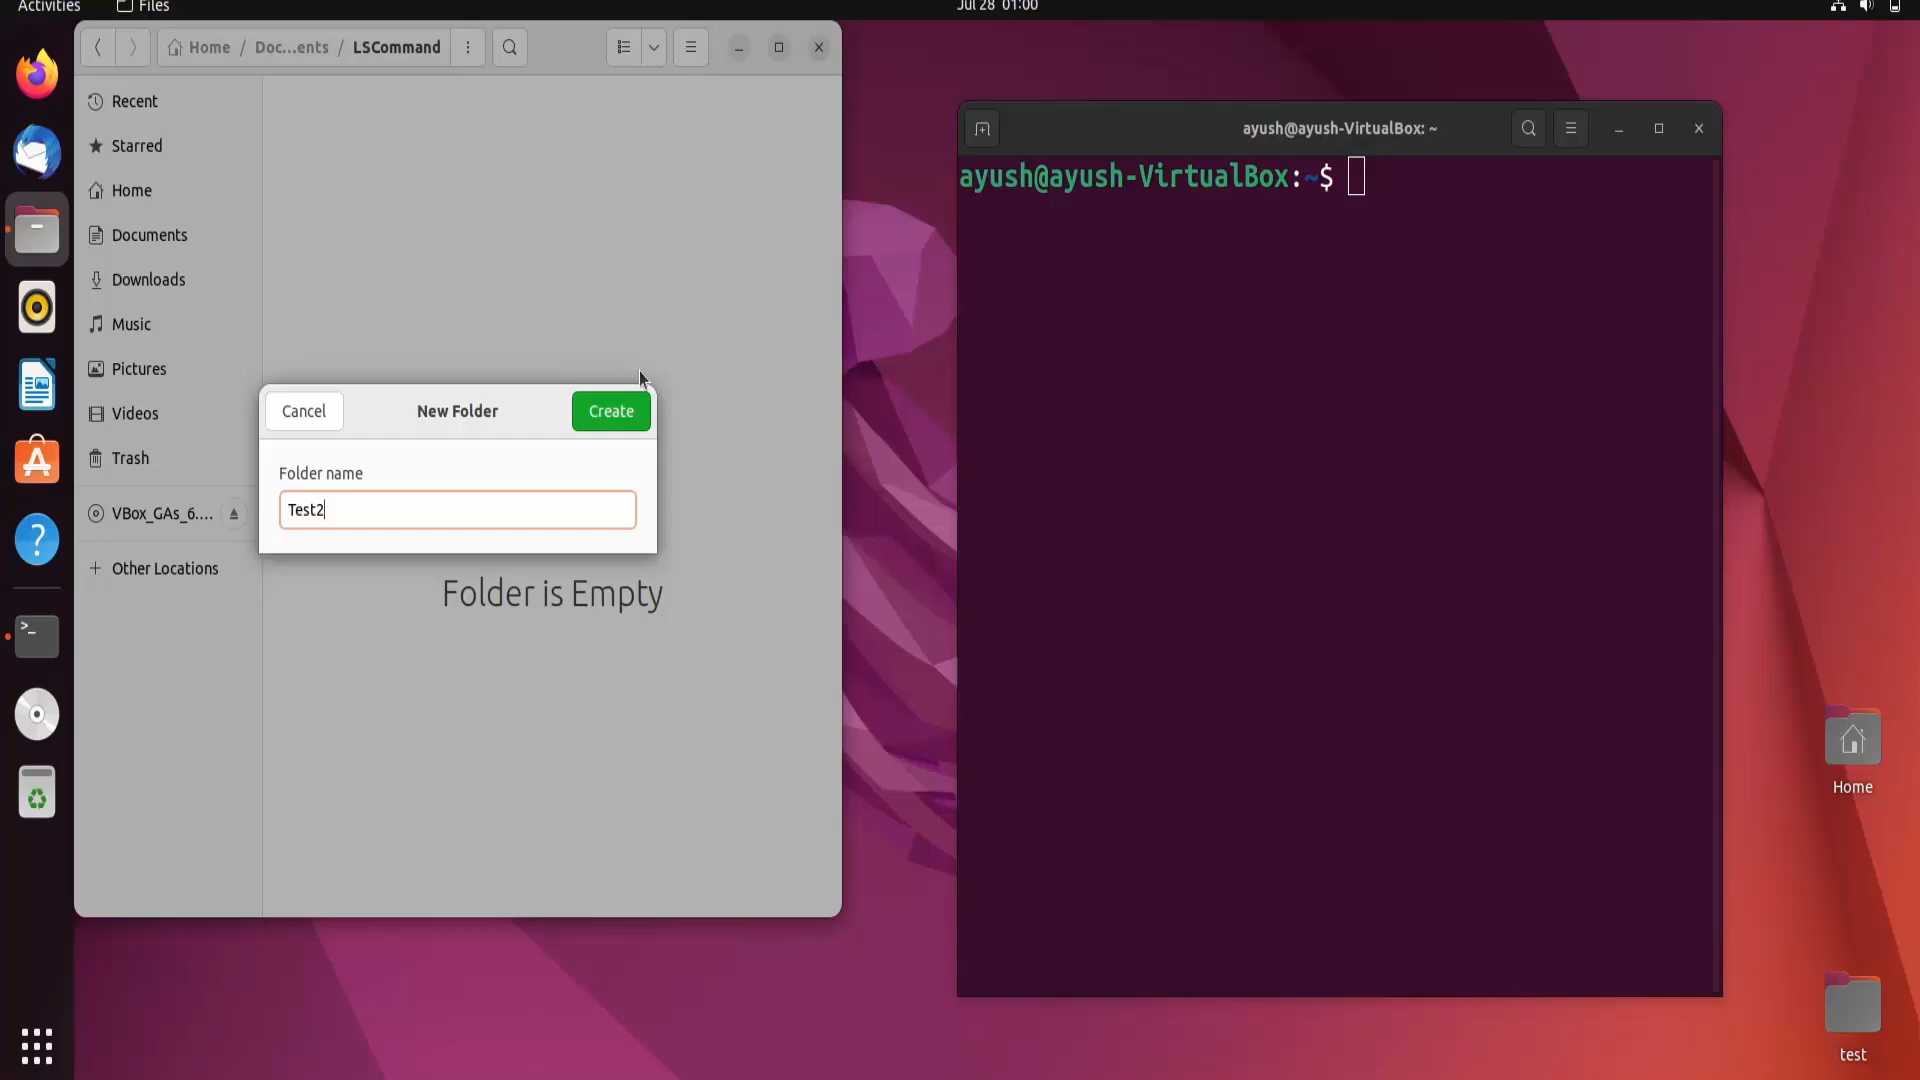 Activities
Files
Jul 28 01:00
Home / Doc...ents / LSCommand
Recent
Starred
Home
Documents
Downloads
Music
Pictures
Videos
Trash
VBox_GAs_6....
+ Other Locations
Cancel
New Folder
Create
Folder name
Test2
Folder is Empty
ayush@ayush-VirtualBox: ~
ayush@ayush-VirtualBox:~$
Home
test